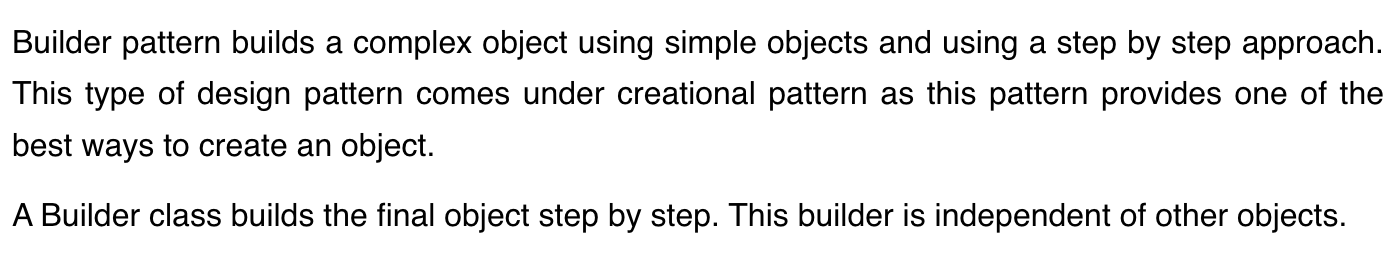 Builder pattern builds a complex object using simple objects and using a step by step approach.
This type of design pattern comes under creational pattern as this pattern provides one of the
best ways to create an object.
A Builder class builds the final object step by step. This builder is independent of other objects.